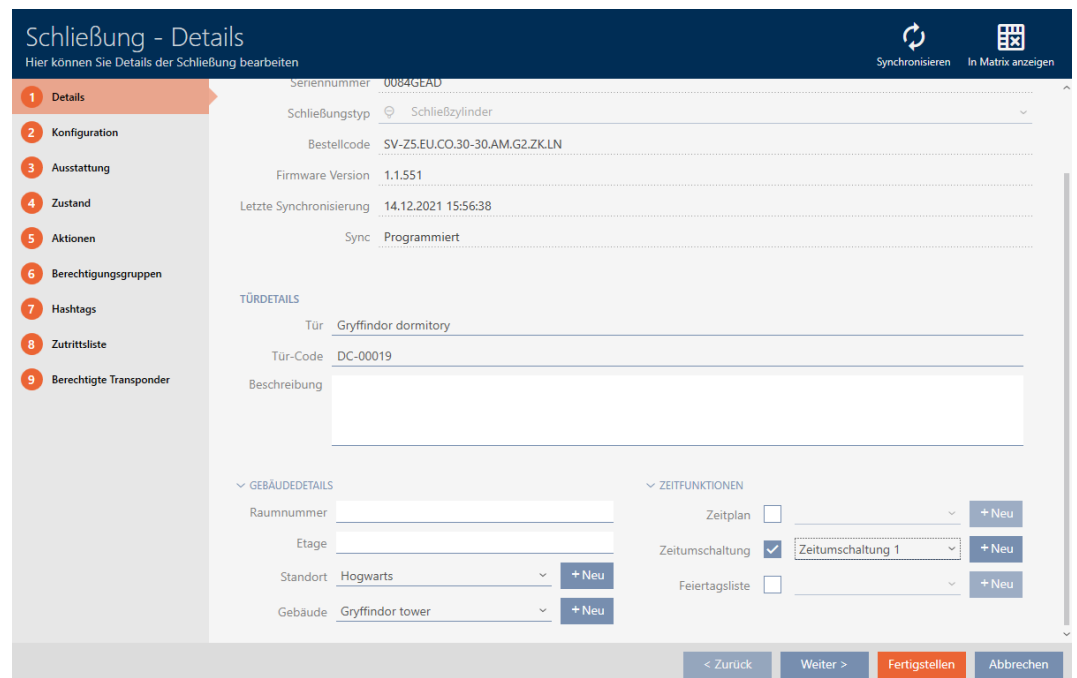 Schließung - Details
Hier können Sie Details der Schließung bearbeiten
Synchronisieren
In Matrix anzeigen
1 Details
2 Konfiguration
3 Ausstattung
4 Zustand
5 Aktionen
6 Berechtigungsgruppen
7 Hashtags
8 Zutrittsliste
9 Berechtigte Transponder
Seriennummer 0084GEAD
Schließungstyp Schließzylinder
Bestellcode SV-Z5.EU.CO.30-30.AM.G2.ZK.LN
Firmware Version 1.1.551
Letzte Synchronisierung 14.12.2021 15:56:38
Sync Programmiert
TÜRDETAILS
Tür Gryffindor dormitory
Tür-Code DC-00019
Beschreibung
GEBÄUDEDETAILS
Raumnummer
Etage
Standort Hogwarts + Neu
Gebäude Gryffindor tower + Neu
ZEITFUNKTIONEN
Zeitplan + Neu
Zeitumschaltung Zeitumschaltung 1 + Neu
Feiertagsliste + Neu
< Zurück
Weiter >
Fertigstellen
Abbrechen